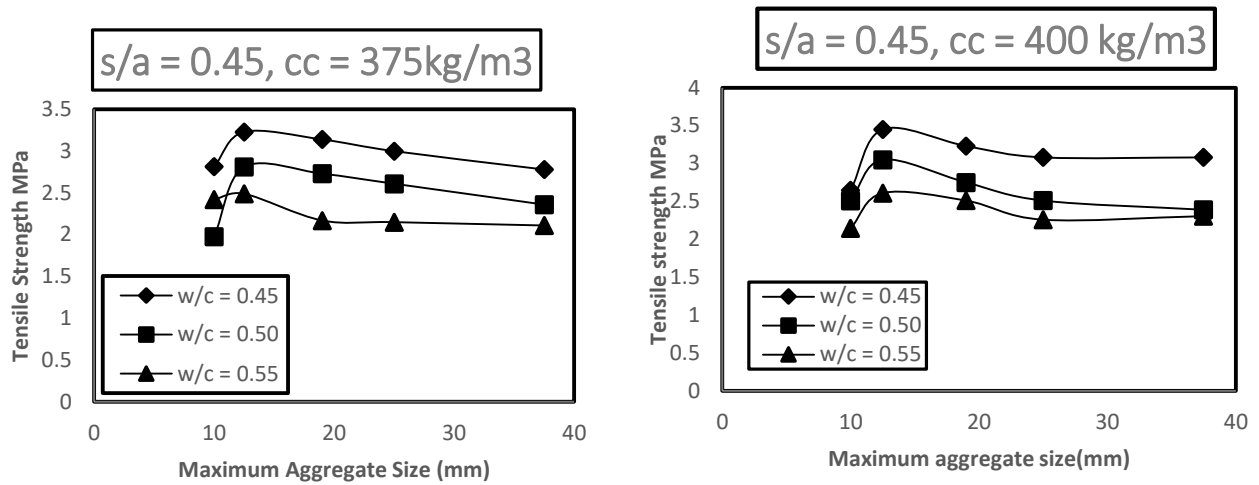 s/a = 0.45, cc = 375kg/m3
3.5
3
2.5
2
1.5
1
0.5
0
0
10
20
30
40
Tensile Strength MPa
Maximum Aggregate Size (mm)
w/c = 0.45
w/c = 0.50
w/c = 0.55
s/a = 0.45, cc = 400 kg/m3
4
3.5
3
2.5
2
1.5
1
0.5
0
0
10
20
30
40
Tensile strength MPa
Maximum aggregate size(mm)
w/c = 0.45
w/c = 0.50
w/c = 0.55